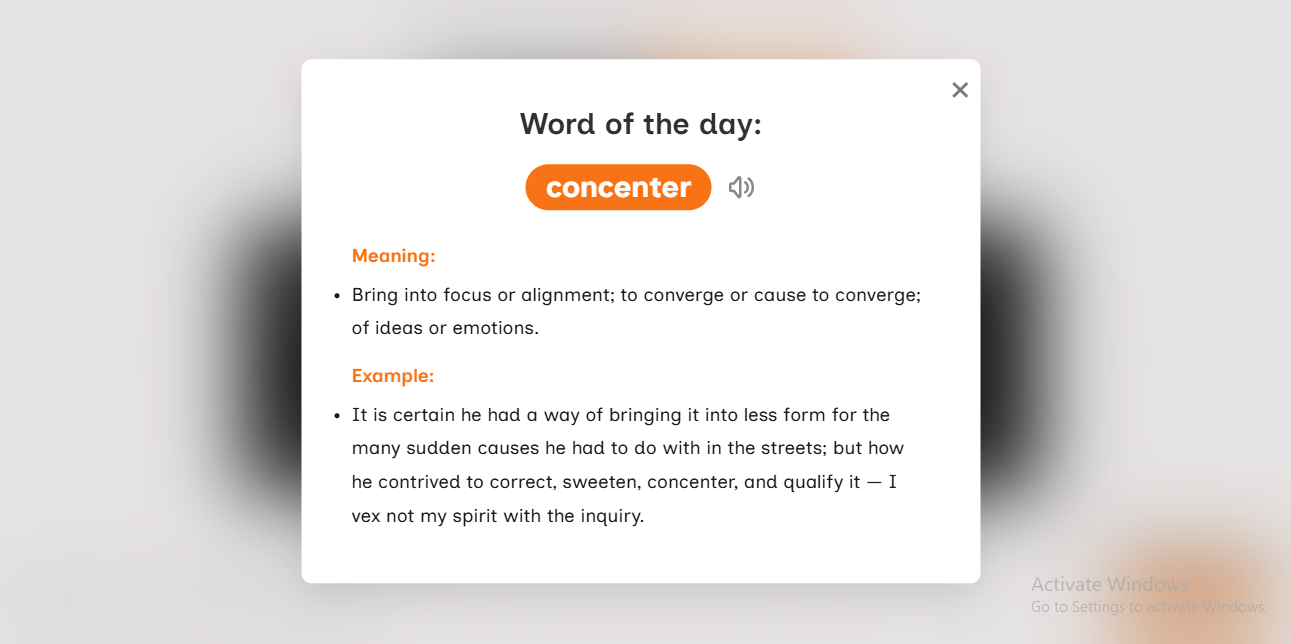 Word of the day:
concenter
Meaning:
• Bring into focus or alignment; to converge or cause to converge;
of ideas or emotions.
Example:
• It is certain he had a way of bringing it into less form for the
many sudden causes he had to do with in the streets; but how
he contrived to correct, sweeten, concenter, and qualify it — I
vex not my spirit with the inquiry.
Activate Windows
Go to Settings to activate Windows.